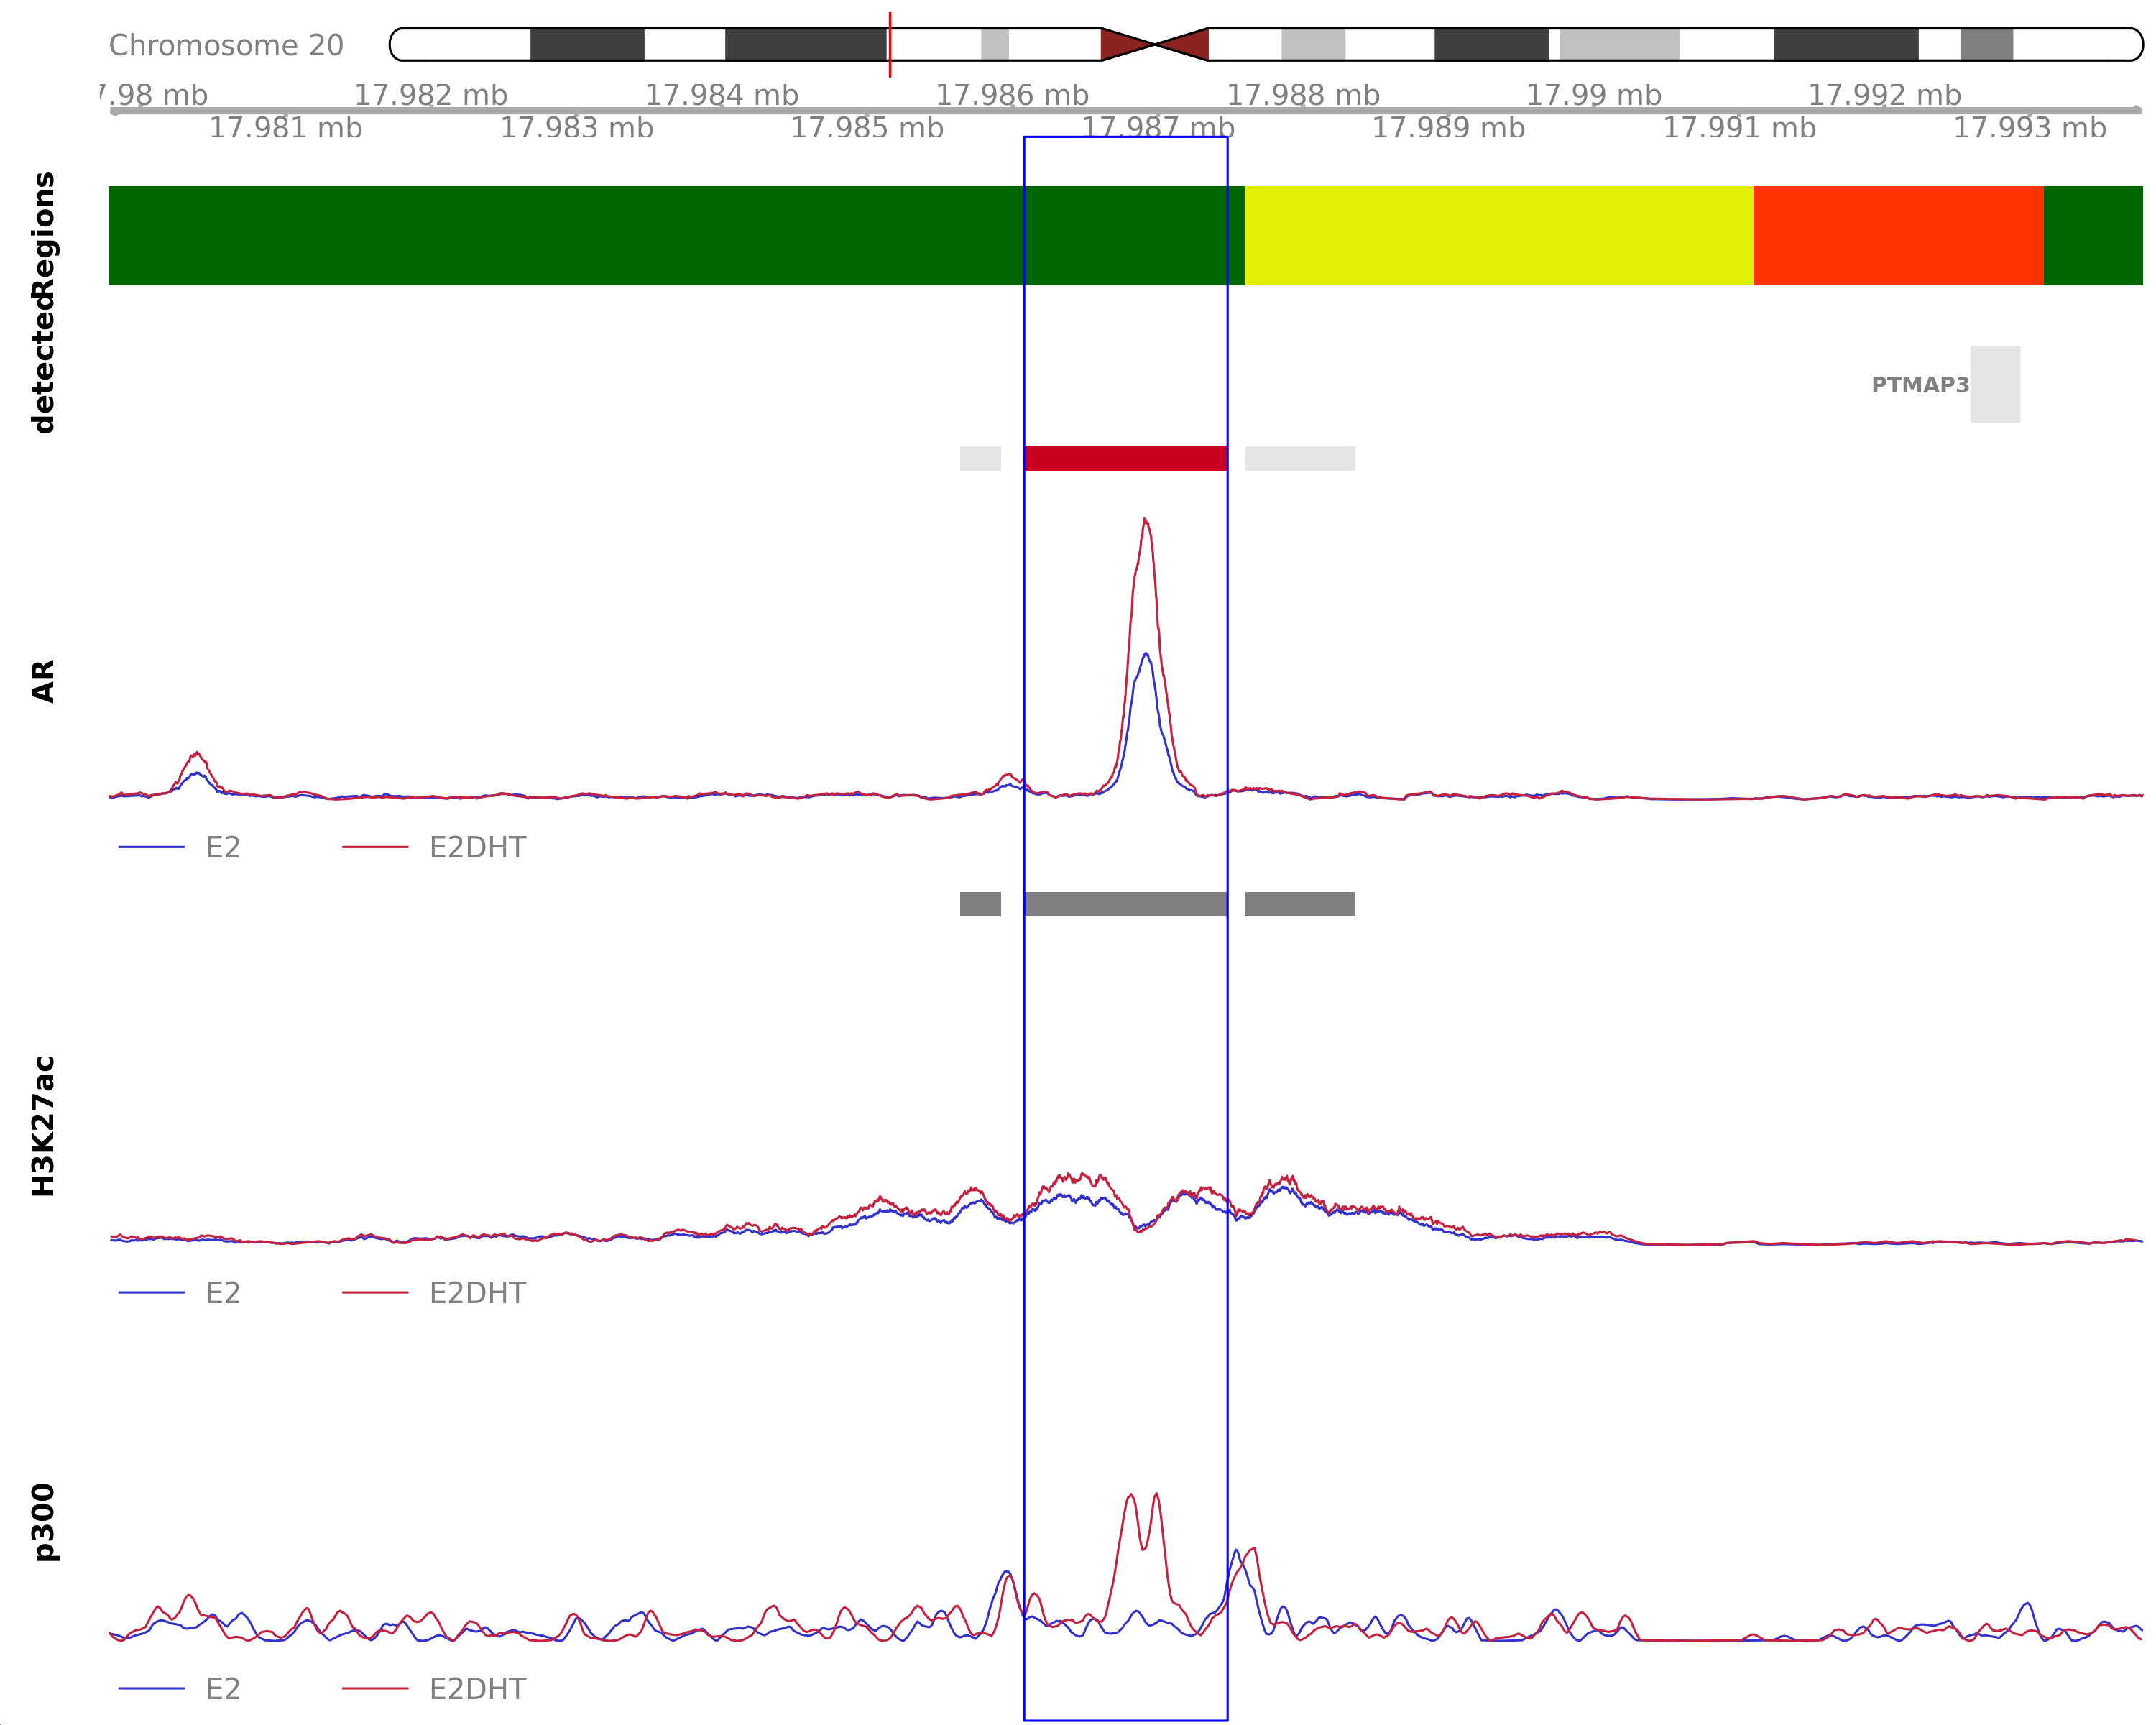 Chromosome 20
7.98 mb 17.982 mb 17.984 mb 17.986 mb 17.988 mb 17.99 mb 17.992 mb
17.981 mb 17.983 mb 17.985 mb 17.987 mb 17.989 mb 17.991 mb 17.993 mb
detectedRegions
PTMAP3
AR
E2 E2DHT
H3K27ac
E2 E2DHT
p300
E2 E2DHT